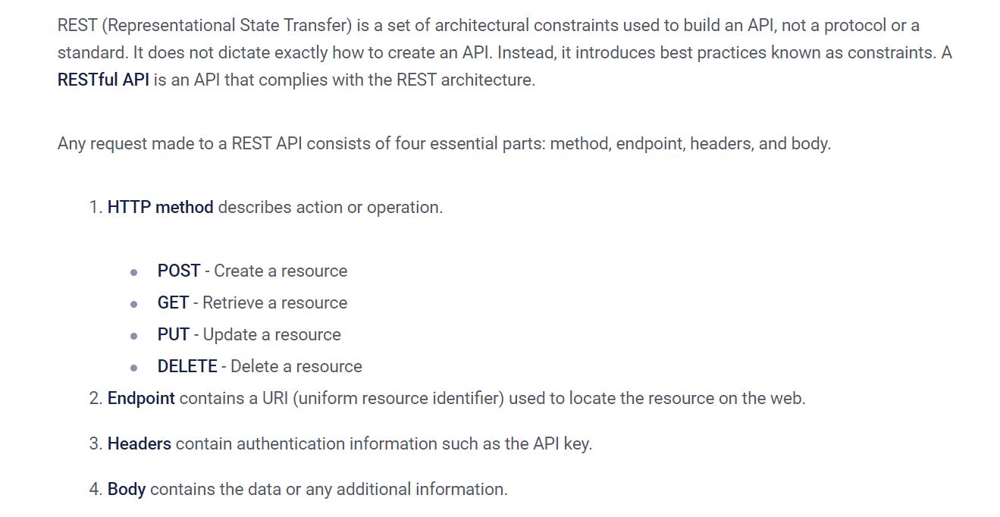 REST (Representational State Transfer) is a set of architectural constraints used to build an API, not a protocol or a
standard. It does not dictate exactly how to create an API. Instead, it introduces best practices known as constraints. A
RESTful API is an API that complies with the REST architecture.
Any request made to a REST API consists of four essential parts: method, endpoint, headers, and body.
1. HTTP method describes action or operation.
● POST - Create a resource
● GET - Retrieve a resource
● PUT - Update a resource
● DELETE - Delete a resource
2. Endpoint contains a URI (uniform resource identifier) used to locate the resource on the web.
3. Headers contain authentication information such as the API key.
4. Body contains the data or any additional information.